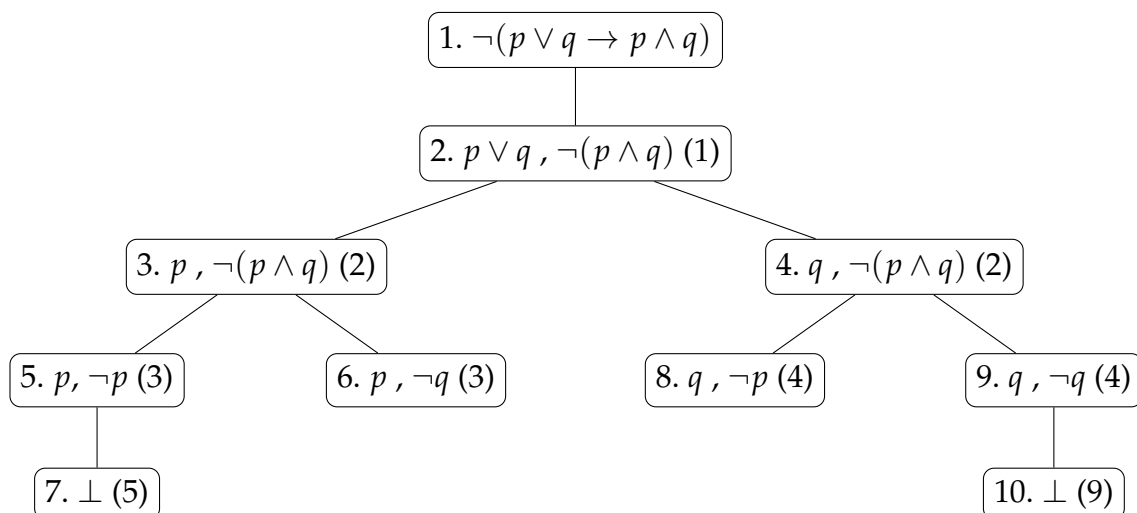 1. ¬(p ∨ q → p ∧ q)
2. p ∨ q , ¬(p ∧ q) (1)
3. p , ¬(p ∧ q) (2)
4. q , ¬(p ∧ q) (2)
5. p, ¬p (3)
6. p , ¬q (3)
8. q , ¬p (4)
9. q , ¬q (4)
7. ⊥ (5)
10. ⊥ (9)